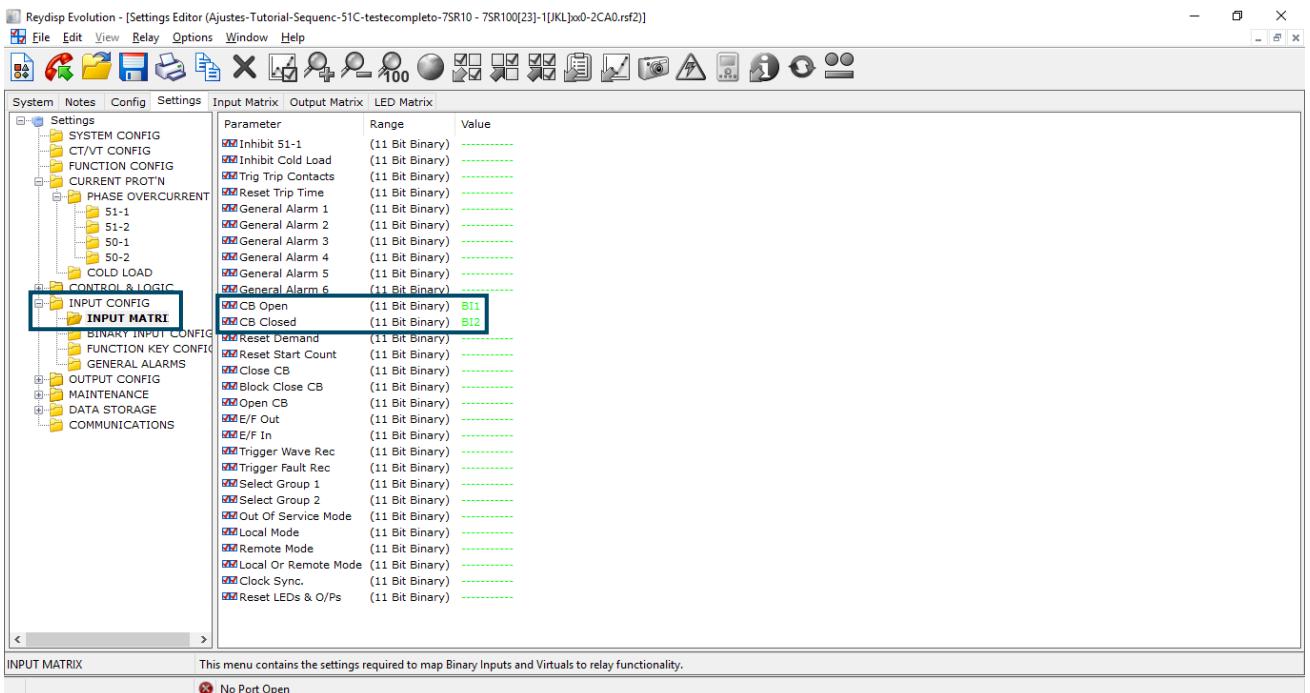 Reydisp Evolution - [Settings Editor (Ajustes-Tutorial-Sequenc-51C-testecompleto-7SR10 - 7SR100[23]-1[JKL]xx0-2CA0.rsf2)]
File Edit View Relay Options Window Help
100
System Notes Config Settings Input Matrix Output Matrix LED Matrix
Settings
SYSTEM CONFIG
CT/VT CONFIG
FUNCTION CONFIG
CURRENT PROT'N
PHASE OVERCURRENT
51-1
51-2
50-1
50-2
COLD LOAD
CONTROL & LOGIC
INPUT CONFIG
INPUT MATRI
BINARY INPUT CONFIG
FUNCTION KEY CONFIG
GENERAL ALARMS
OUTPUT CONFIG
MAINTENANCE
DATA STORAGE
COMMUNICATIONS
Parameter Range Value
Inhibit 51-1 (11 Bit Binary) -----------
Inhibit Cold Load (11 Bit Binary) -----------
Trig Trip Contacts (11 Bit Binary) -----------
Reset Trip Time (11 Bit Binary) -----------
General Alarm 1 (11 Bit Binary) -----------
General Alarm 2 (11 Bit Binary) -----------
General Alarm 3 (11 Bit Binary) -----------
General Alarm 4 (11 Bit Binary) -----------
General Alarm 5 (11 Bit Binary) -----------
General Alarm 6 (11 Bit Binary) -----------
CB Open (11 Bit Binary) BI1
CB Closed (11 Bit Binary) BI2
Reset Demand (11 Bit Binary) -----------
Reset Start Count (11 Bit Binary) -----------
Close CB (11 Bit Binary) -----------
Block Close CB (11 Bit Binary) -----------
Open CB (11 Bit Binary) -----------
E/F Out (11 Bit Binary) -----------
E/F In (11 Bit Binary) -----------
Trigger Wave Rec (11 Bit Binary) -----------
Trigger Fault Rec (11 Bit Binary) -----------
Select Group 1 (11 Bit Binary) -----------
Select Group 2 (11 Bit Binary) -----------
Out Of Service Mode (11 Bit Binary) -----------
Local Mode (11 Bit Binary) -----------
Remote Mode (11 Bit Binary) -----------
Local Or Remote Mode (11 Bit Binary) -----------
Clock Sync. (11 Bit Binary) -----------
Reset LEDs & O/Ps (11 Bit Binary) -----------
INPUT MATRIX This menu contains the settings required to map Binary Inputs and Virtuals to relay functionality.
No Port Open